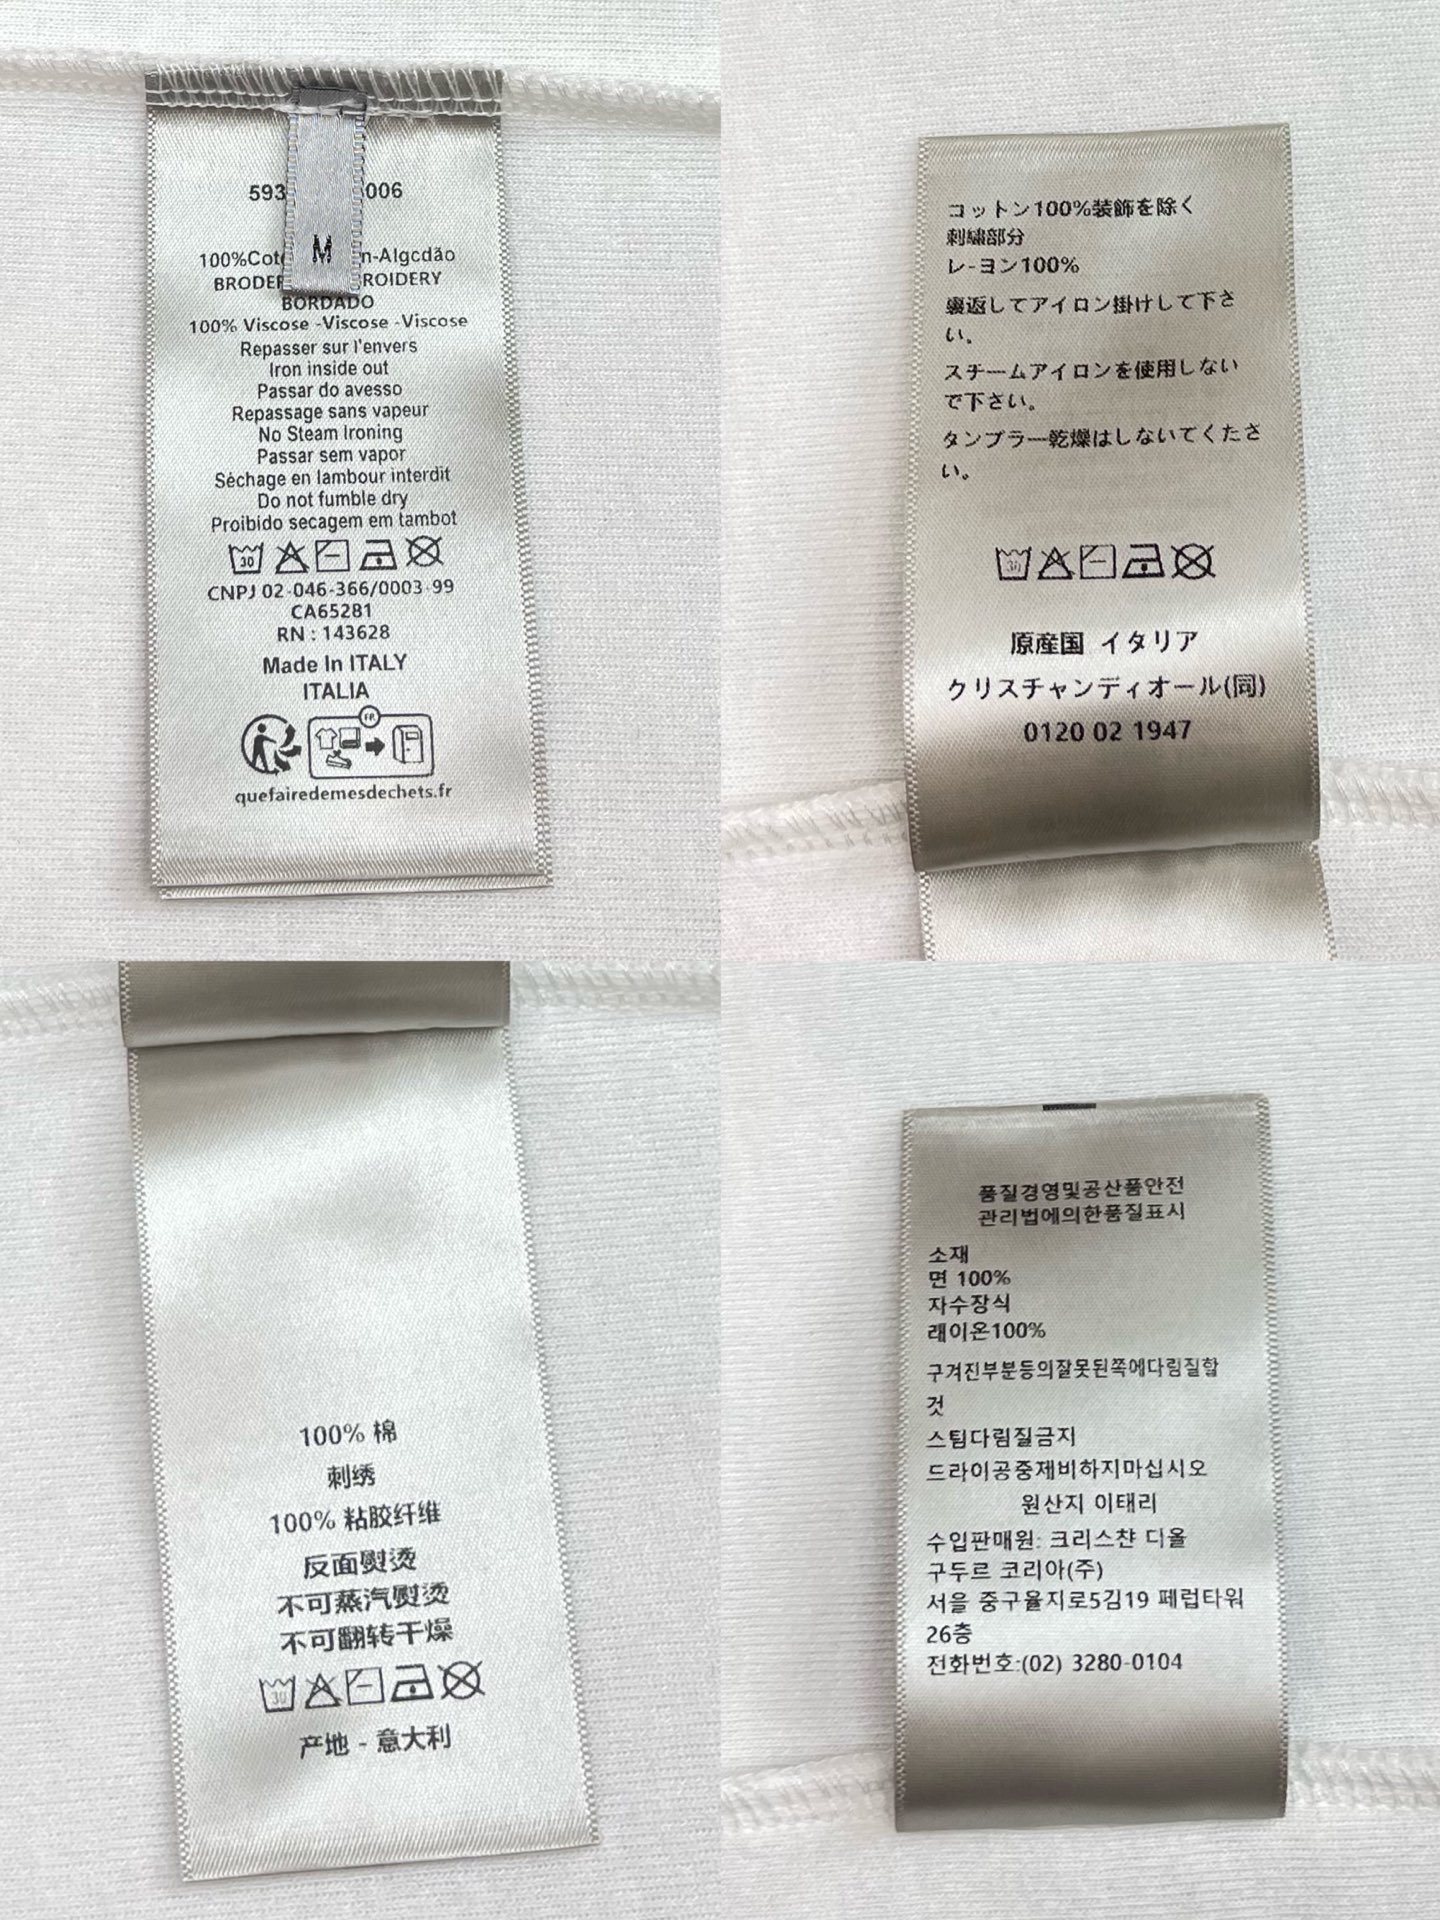 593 006
M
100%Cot n-Algcdão
BRODER ROIDERY
BORDADO
100% Viscose -Viscose -Viscose
Repasser sur l'envers
Iron inside out
Passar do avesso
Repassage sans vapeur
No Steam Ironing
Passar sem vapor
Séchage en lambour interdit
Do not fumble dry
Proibido secagem em tambot
30
CNPJ 02-046-366/0003-99
CA65281
RN : 143628
Made In ITALY
ITALIA
FR
quefairedemesdechets.fr
コットン100%装飾を除く
刺繍部分
レ-ヨン100%
裏返してアイロン掛けして下さ
い。
スチームアイロンを使用しない
で下さい。
タンブラー乾燥はしないてくたさ
い。
30
原産国 イタリア
クリスチャンディオール(同)
0120 02 1947
100% 棉
刺绣
100% 粘胶纤维
反面熨烫
不可蒸汽熨烫
不可翻转干燥
30
产地 - 意大利
품질경영및공산품안전
관리법에의한품질표시
소재
면 100%
자수장식
래이온100%
구겨진부분등의잘못된쪽에다림질할
것
스팀다림질금지
드라이공중제비하지마십시오
원산지 이태리
수입판매원: 크리스챤 디올
구두르 코리아(주)
서을 중구율지로5김19 페럼타워
26층
전화번호:(02) 3280-0104